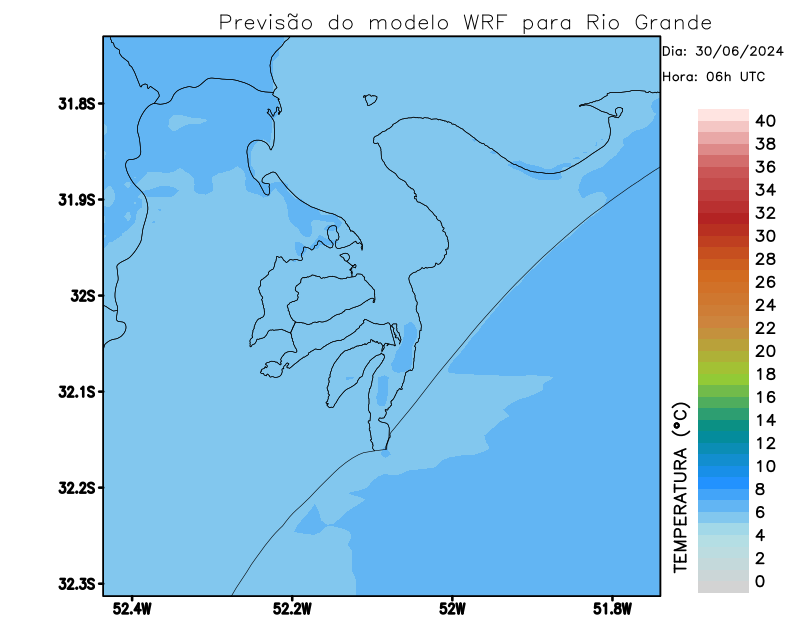 Previsão do modelo WRF para Rio Grande
Dia: 30/06/2024
Hora: 06h UTC
31.8S
31.9S
32S
32.1S
32.2S
32.3S
52.4W
52.2W
52W
51.8W
TEMPERATURA (°C)
40
38
36
34
32
30
28
26
24
22
20
18
16
14
12
10
8
6
4
2
0